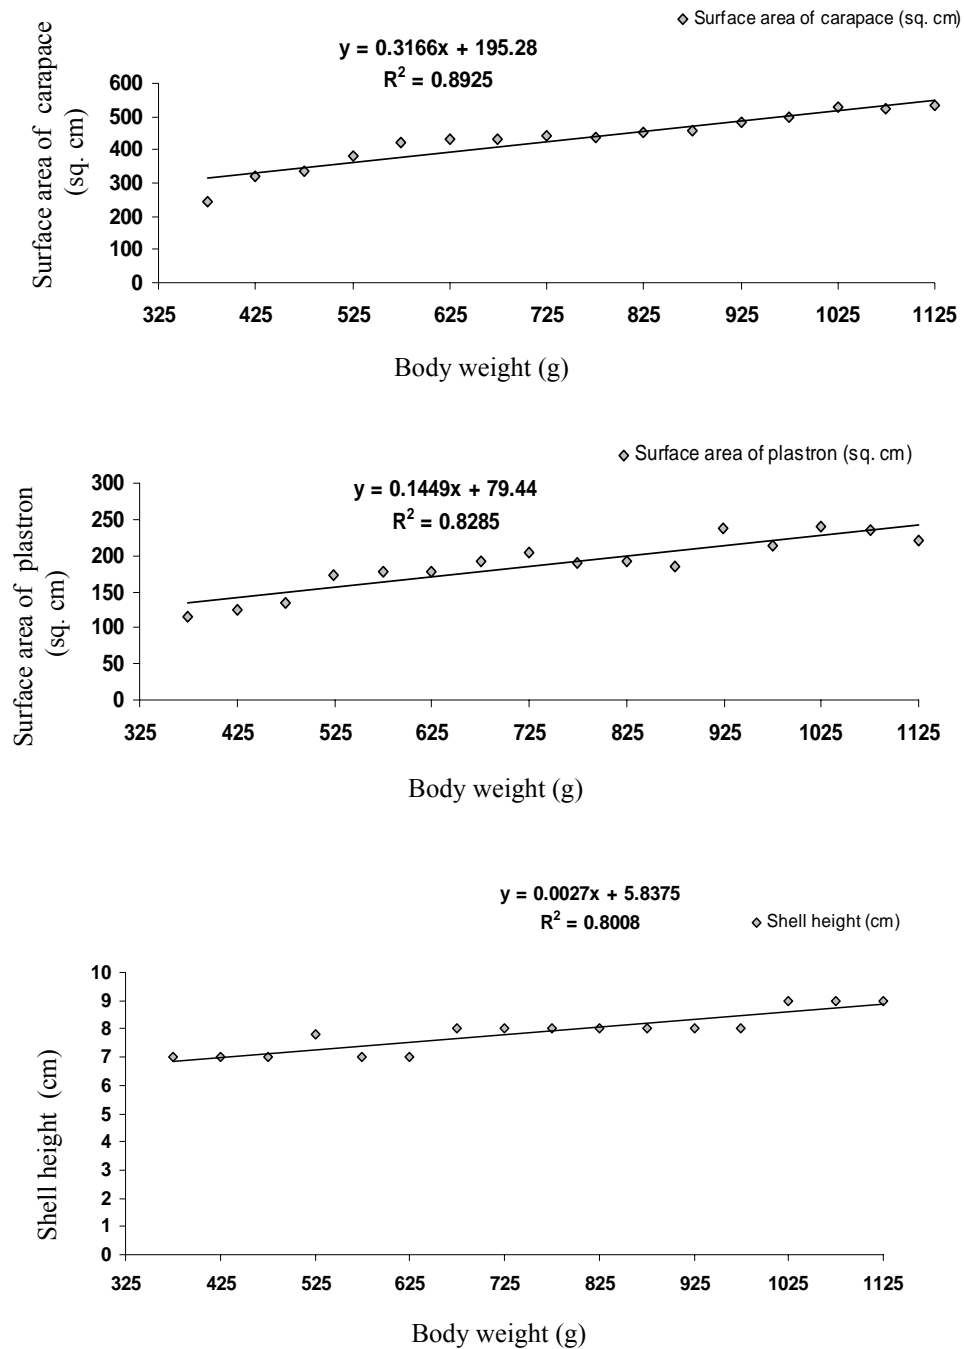 Surface area of carapace (sq. cm)
y = 0.3166x + 195.28
R² = 0.8925
Surface area of carapace
(sq. cm)
600
500
400
300
200
100
0
325 425 525 625 725 825 925 1025 1125
Body weight (g)
Surface area of plastron (sq. cm)
y = 0.1449x + 79.44
R² = 0.8285
Surface area of plastron
(sq. cm)
300
250
200
150
100
50
0
325 425 525 625 725 825 925 1025 1125
Body weight (g)
y = 0.0027x + 5.8375
R² = 0.8008
Shell height (cm)
Shell height (cm)
10
9
8
7
6
5
4
3
2
1
0
325 425 525 625 725 825 925 1025 1125
Body weight (g)